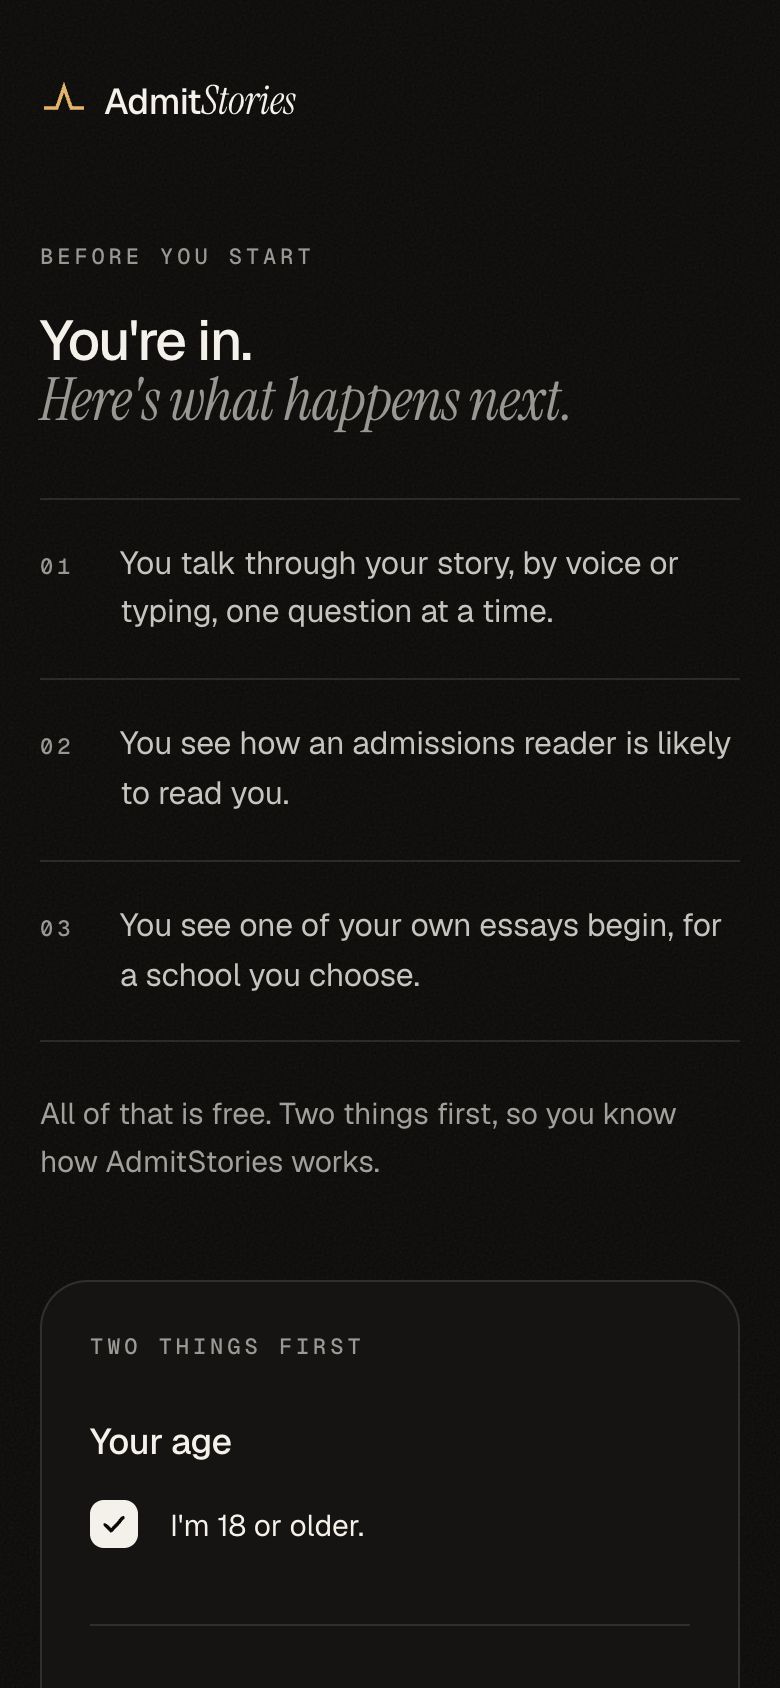 AdmitStories
BEFORE YOU START
You're in.
Here's what happens next.
01
You talk through your story, by voice or
typing, one question at a time.
02
You see how an admissions reader is likely
to read you.
03
You see one of your own essays begin, for
a school you choose.
All of that is free. Two things first, so you know
how AdmitStories works.
TWO THINGS FIRST
Your age
I'm 18 or older.